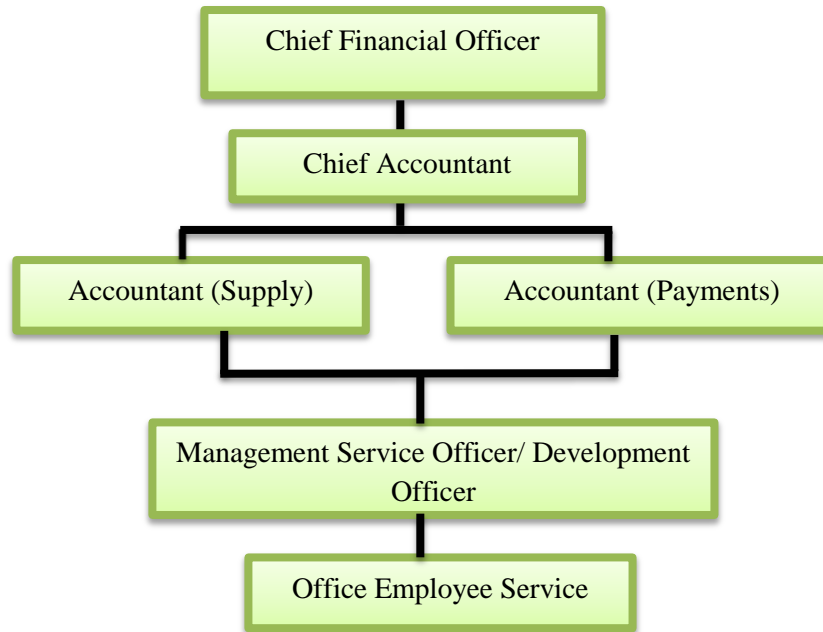 Chief Financial Officer
Chief Accountant
Accountant (Supply)
Accountant (Payments)
Management Service Officer/ Development
Officer
Office Employee Service